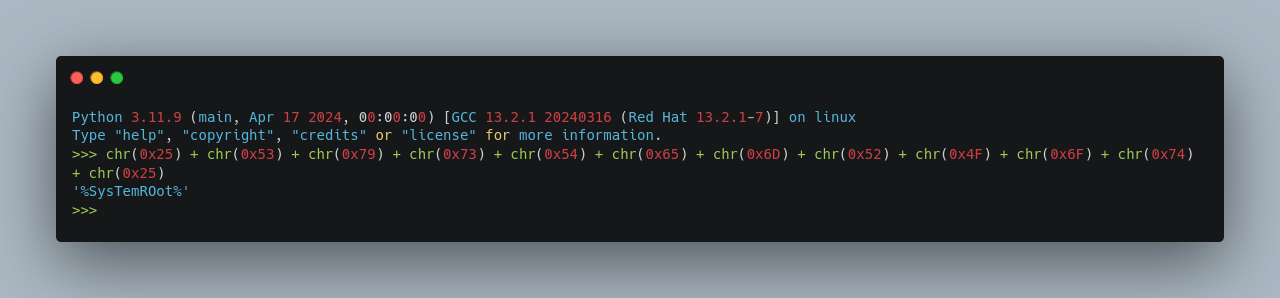 Python 3.11.9 (main, Apr 17 2024, 00:00:00) [GCC 13.2.1 20240316 (Red Hat 13.2.1-7)] on linux
Type "help", "copyright", "credits" or "license" for more information.
>>> chr(0x25) + chr(0x53) + chr(0x79) + chr(0x73) + chr(0x54) + chr(0x65) + chr(0x6D) + chr(0x52) + chr(0x4F) + chr(0x6F) + chr(0x74)
+ chr(0x25)
'%SysTemROot%'
>>>